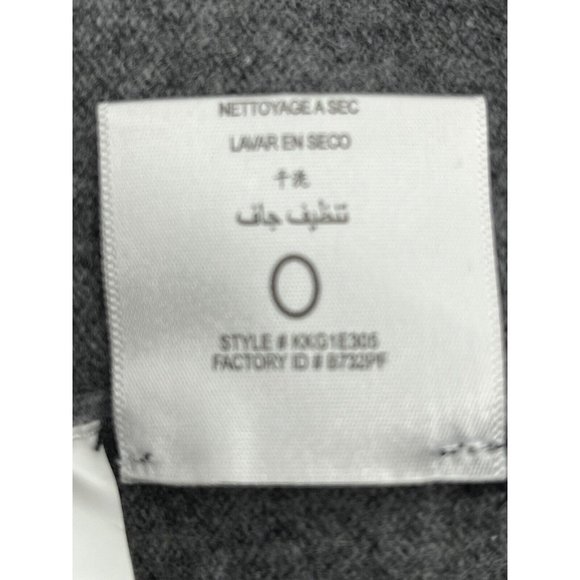 NETTOYAGE A SEC
LAVAR EN SECO
干洗
تنظيف جاف
STYLE # KKG1E305
FACTORY ID # B732PF